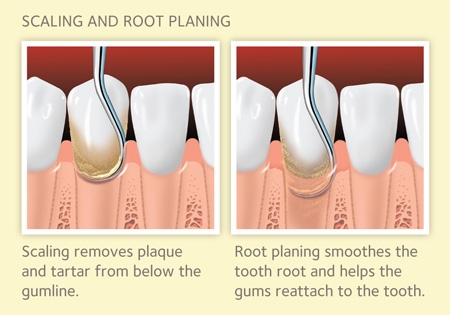 SCALING AND ROOT PLANING
Scaling removes plaque
and tartar from below the
gumline.
Root planing smoothes the
tooth root and helps the
gums reattach to the tooth.